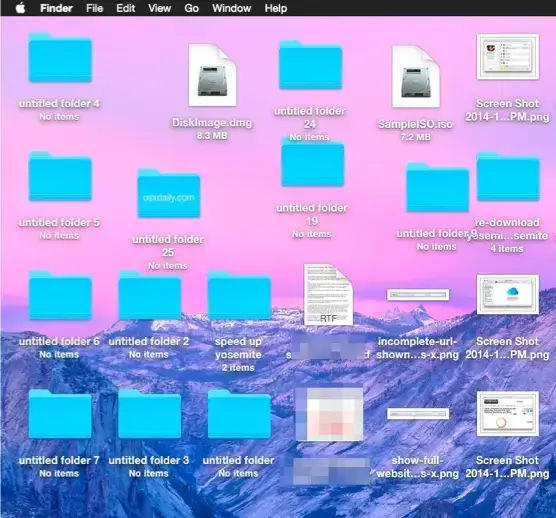 Finder File Edit View Go Window Help
untitled folder 4
No items
DiskImage.dmg
8.3 MB
untitled folder
24
No items
SampleISO.iso
7.2 MB
Screen Shot
2014-1...PM.png
untitled folder 5
No items
osxdaily.com
untitled folder
25
No items
untitled folder
19
No items
untitled folder 9
No items
re-download
yosemi...semite
4 items
untitled folder 6
No items
untitled folder 2
No items
speed up
yosemite
2 items
RTF
s
d
incomplete-url-
shown...s-x.png
Screen Shot
2014-1...PM.png
untitled folder 7
No items
untitled folder 3
No items
untitled folder
No items
show-full-
websit...s-x.png
Screen Shot
2014-1...PM.png